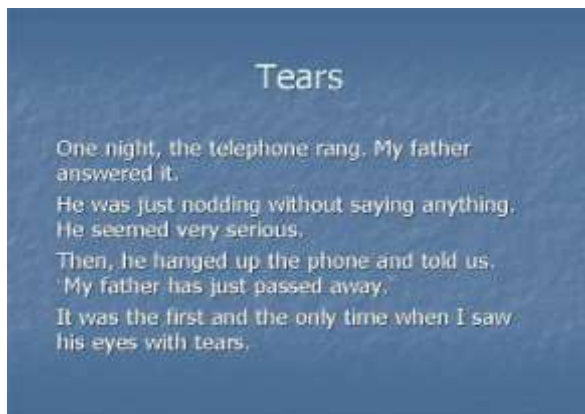 Tears
One night, the telephone rang. My father
answered it.
He was just nodding without saying anything.
He seemed very serious.
Then, he hanged up the phone and told us.
'My father has just passed away.
It was the first and the only time when I saw
his eyes with tears.